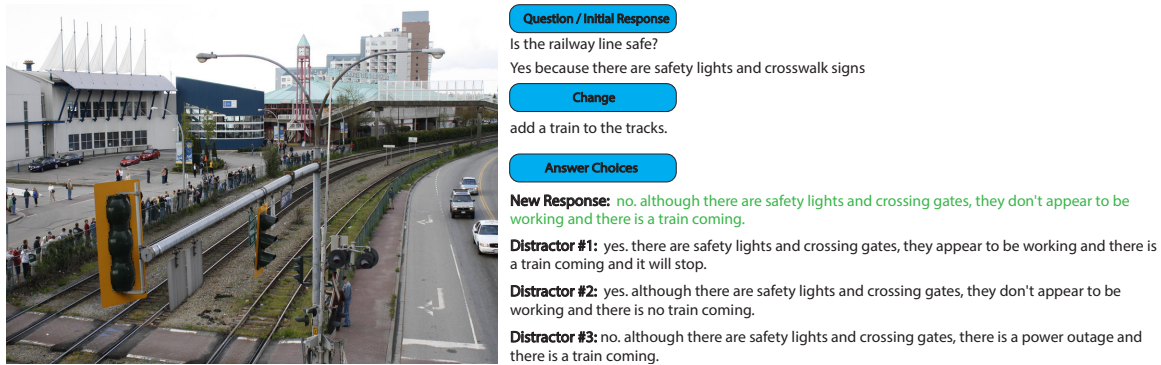 Question / Initial Response
Is the railway line safe?
Yes because there are safety lights and crosswalk signs
Change
add a train to the tracks.
Answer Choices
New Response: no. although there are safety lights and crossing gates, they don't appear to be
working and there is a train coming.
Distractor #1: yes. there are safety lights and crossing gates, they appear to be working and there is
a train coming and it will stop.
Distractor #2: yes. although there are safety lights and crossing gates, they don't appear to be
working and there is no train coming.
Distractor #3: no. although there are safety lights and crossing gates, there is a power outage and
there is a train coming.